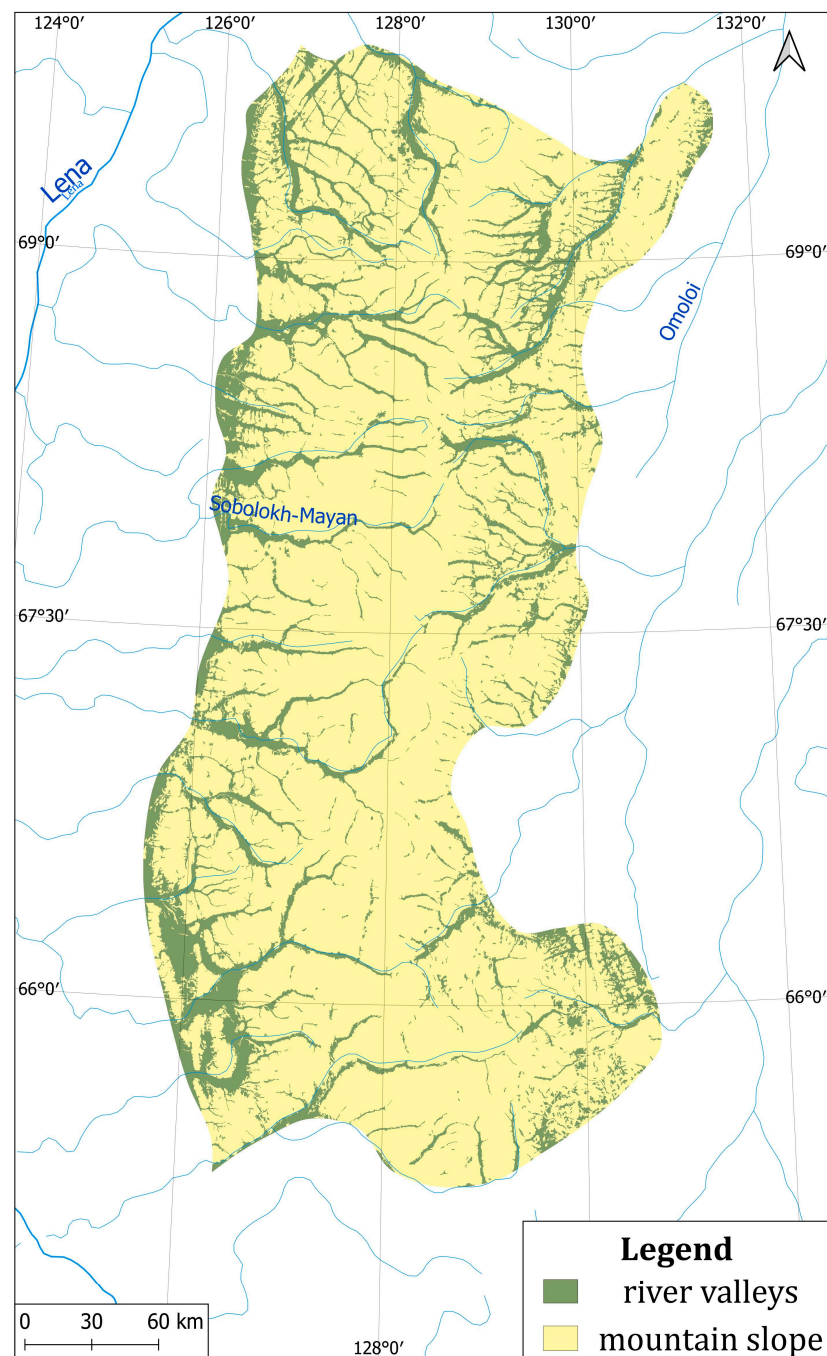 124°0′ 126°0′ 128°0′ 130°0′ 132°0′
Lena
Lena
69°0′ 69°0′
Omoloi
Sobolokh-Mayan
67°30′ 67°30′
66°0′ 66°0′
Legend
river valleys
mountain slope
0 30 60 km
128°0′